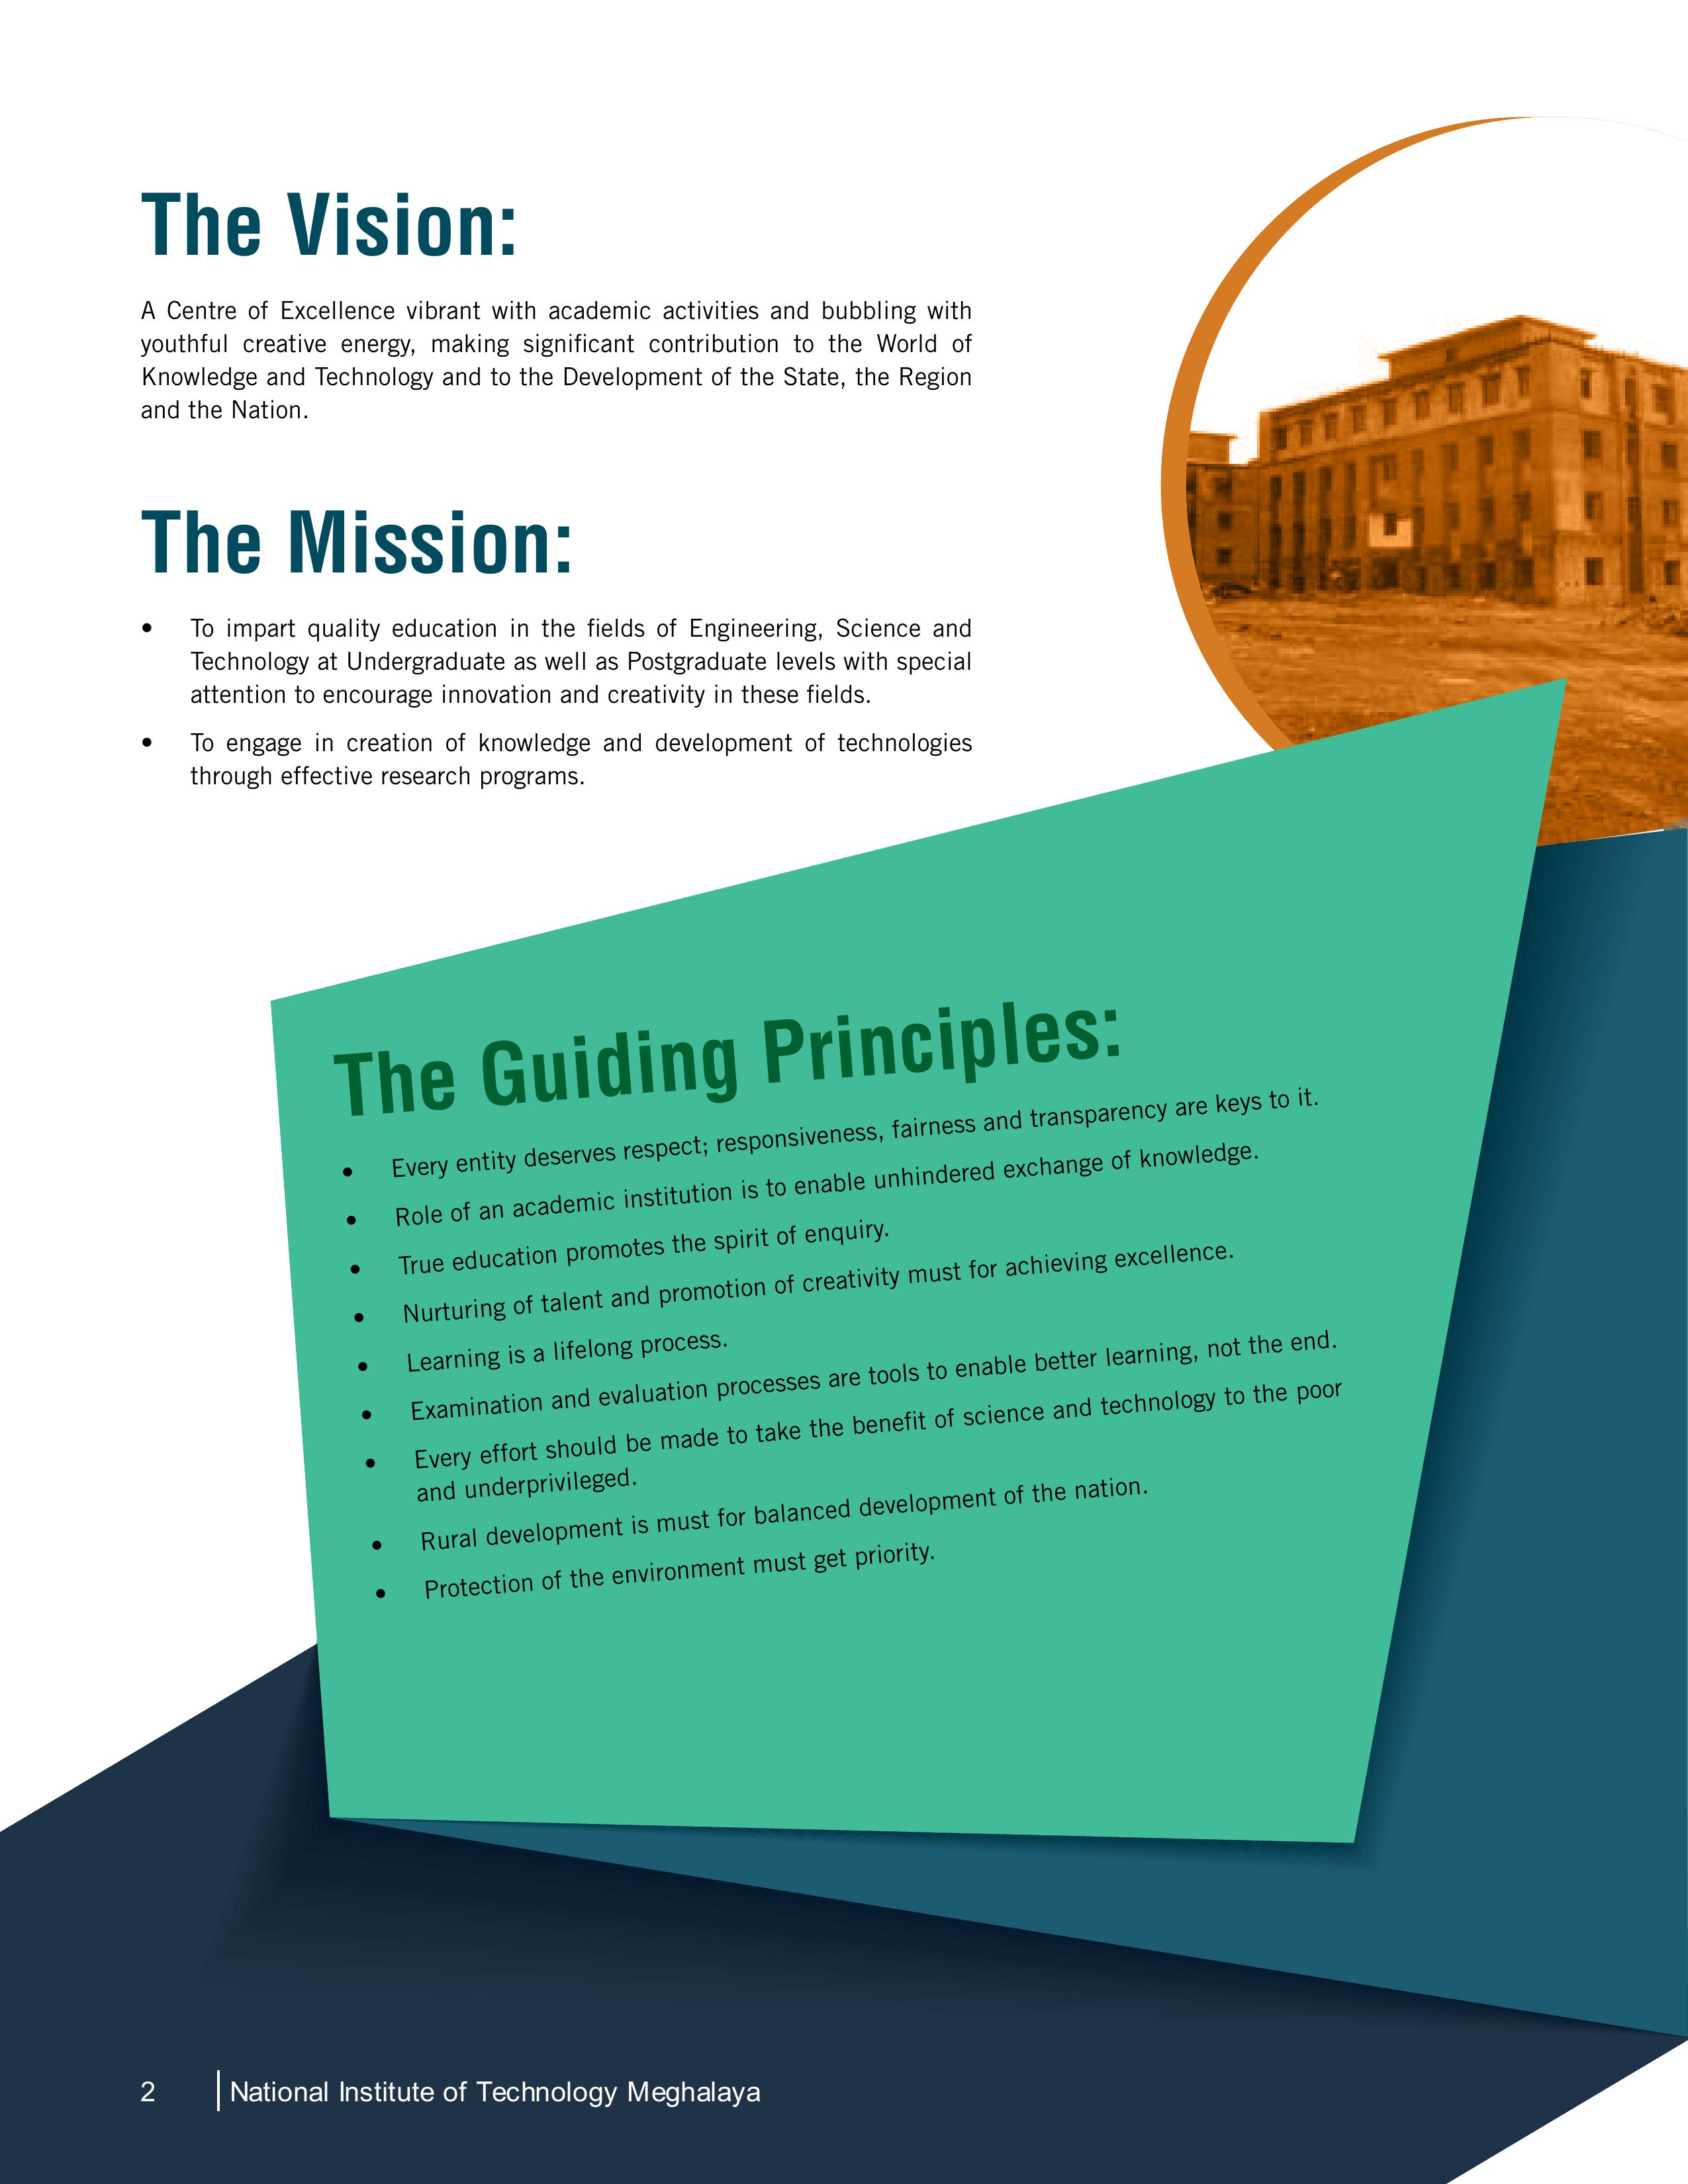 The Vision:
A Centre of Excellence vibrant with academic activities and bubbling with
youthful creative energy, making significant contribution to the World of
Knowledge and Technology and to the Development of the State, the Region
and the Nation.
The Mission:
• To impart quality education in the fields of Engineering, Science and
Technology at Undergraduate as well as Postgraduate levels with special
attention to encourage innovation and creativity in these fields.
• To engage in creation of knowledge and development of technologies
through effective research programs.
The Guiding Principles:
• Every entity deserves respect; responsiveness, fairness and transparency are keys to it.
• Role of an academic institution is to enable unhindered exchange of knowledge.
• True education promotes the spirit of enquiry.
• Nurturing of talent and promotion of creativity must for achieving excellence.
• Learning is a lifelong process.
• Examination and evaluation processes are tools to enable better learning, not the end.
• Every effort should be made to take the benefit of science and technology to the poor
and underprivileged.
• Rural development is must for balanced development of the nation.
• Protection of the environment must get priority.
2 National Institute of Technology Meghalaya